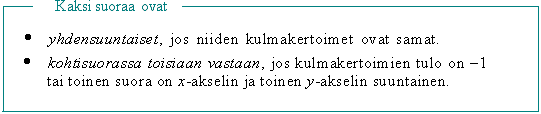 Kaksi suoraa ovat
• yhdensuuntaiset, jos niiden kulmakertoimet ovat samat.
• kohtisuorassa toisiaan vastaan, jos kulmakertoimien tulo on −1
tai toinen suora on x-akselin ja toinen y-akselin suuntainen.